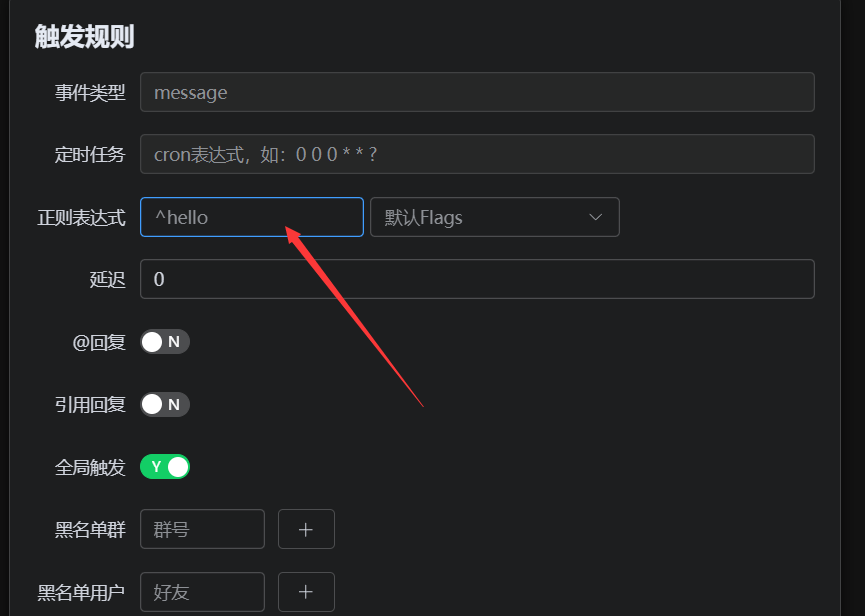 触发规则
事件类型 message
定时任务 cron表达式，如：0 0 0 * * ?
正则表达式 ^hello 默认Flags
延迟 0
@回复 N
引用回复 N
全局触发 Y
黑名单群 群号 +
黑名单用户 好友 +